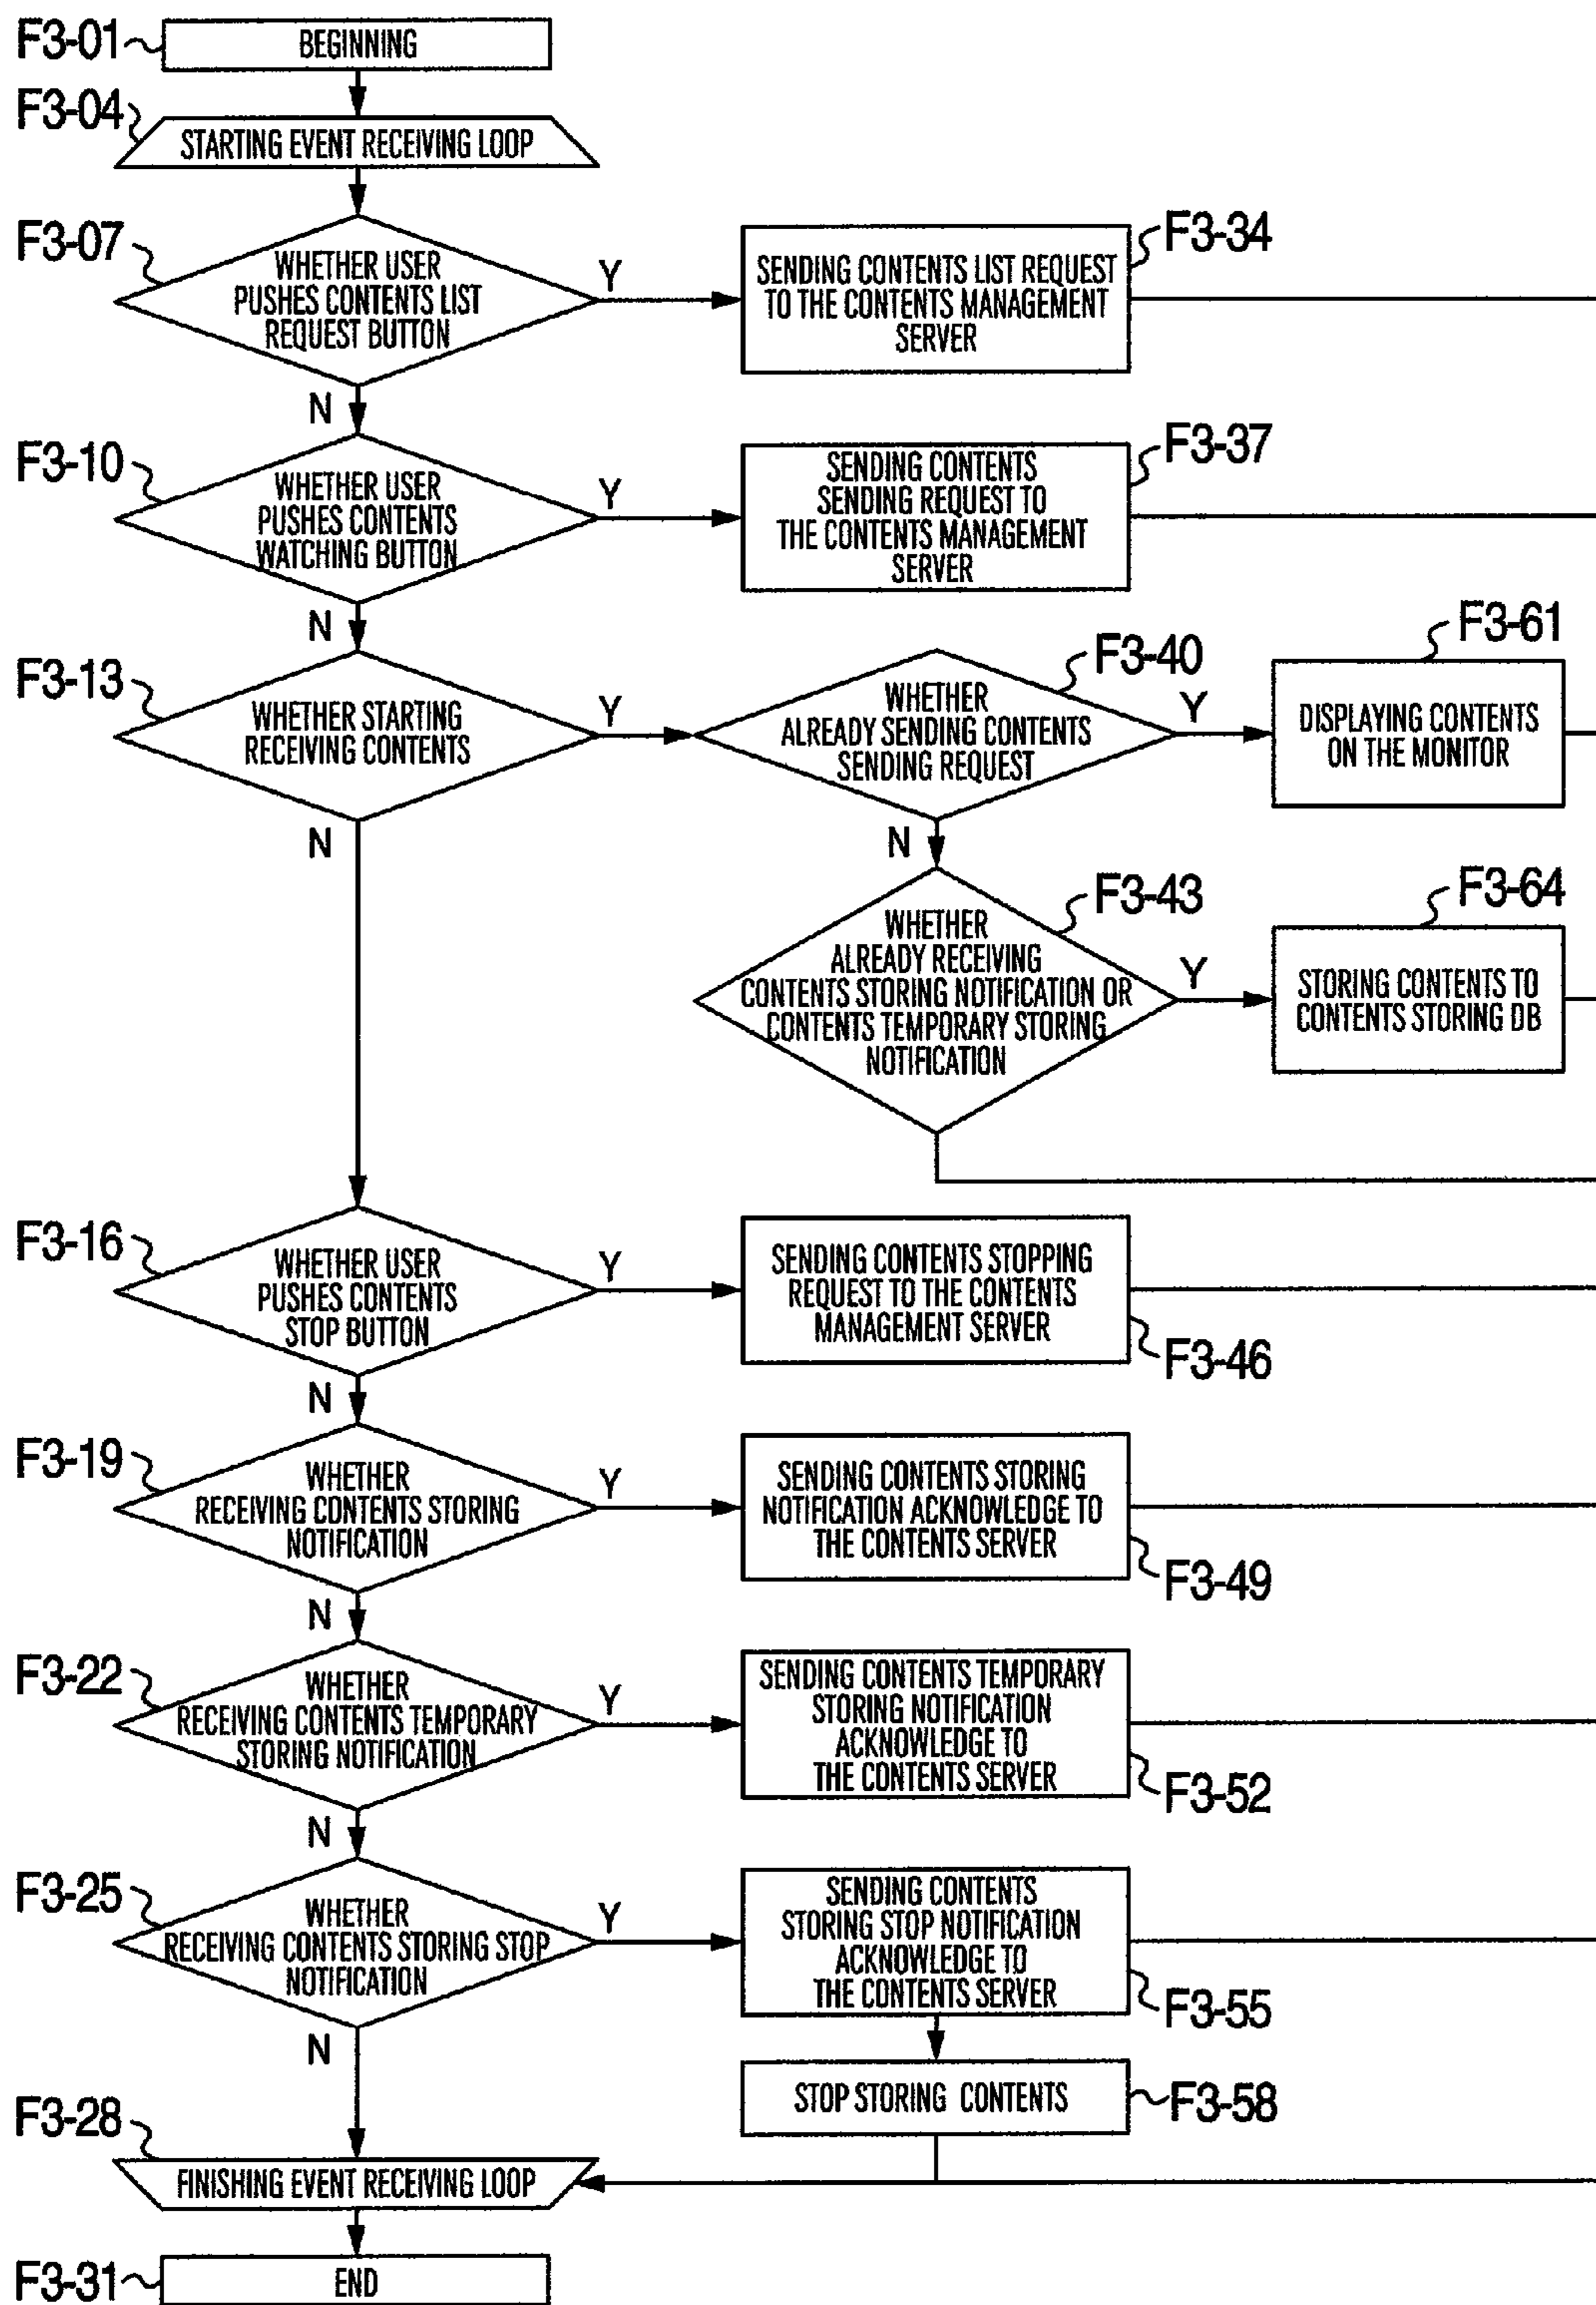 F3-01
BEGINNING
F3-04
STARTING EVENT RECEIVING LOOP
F3-07
WHETHER USER
PUSHES CONTENTS LIST
REQUEST BUTTON
Y
N
SENDING CONTENTS LIST REQUEST
TO THE CONTENTS MANAGEMENT
SERVER
F3-34
F3-10
WHETHER USER
PUSHES CONTENTS
WATCHING BUTTON
Y
N
SENDING CONTENTS
SENDING REQUEST TO
THE CONTENTS MANAGEMENT
SERVER
F3-37
F3-13
WHETHER STARTING
RECEIVING CONTENTS
Y
N
F3-40
WHETHER
ALREADY SENDING CONTENTS
SENDING REQUEST
Y
N
F3-61
DISPLAYING CONTENTS
ON THE MONITOR
F3-43
WHETHER
ALREADY RECEIVING
CONTENTS STORING NOTIFICATION OR
CONTENTS TEMPORARY STORING
NOTIFICATION
Y
F3-64
STORING CONTENTS TO
CONTENTS STORING DB
F3-16
WHETHER USER
PUSHES CONTENTS
STOP BUTTON
Y
N
SENDING CONTENTS STOPPING
REQUEST TO THE CONTENTS
MANAGEMENT SERVER
F3-46
F3-19
WHETHER
RECEIVING CONTENTS STORING
NOTIFICATION
Y
N
SENDING CONTENTS STORING
NOTIFICATION ACKNOWLEDGE TO
THE CONTENTS SERVER
F3-49
F3-22
WHETHER
RECEIVING CONTENTS TEMPORARY
STORING NOTIFICATION
Y
N
SENDING CONTENTS TEMPORARY
STORING NOTIFICATION
ACKNOWLEDGE TO
THE CONTENTS SERVER
F3-52
F3-25
WHETHER
RECEIVING CONTENTS STORING STOP
NOTIFICATION
Y
N
SENDING CONTENTS
STORING STOP NOTIFICATION
ACKNOWLEDGE TO
THE CONTENTS SERVER
F3-55
STOP STORING CONTENTS
F3-58
F3-28
FINISHING EVENT RECEIVING LOOP
F3-31
END